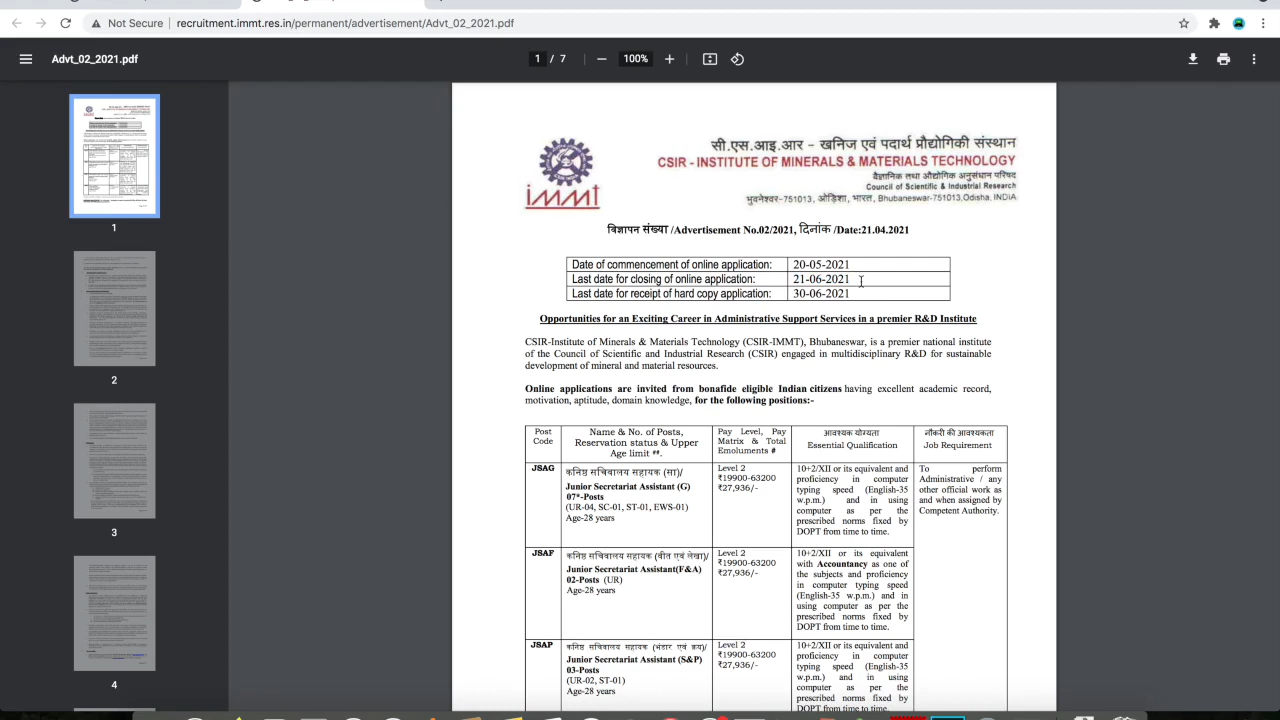 Not Secure
recruitment.immt.res.in/permanent/advertisement/Advt_02_2021.pdf
Advt_02_2021.pdf
1 / 7
100%
1
2
3
4
immt
सी.एस.आइ.आर - खनिज एवं पदार्थ प्रौद्योगिकी संस्थान
CSIR - INSTITUTE OF MINERALS & MATERIALS TECHNOLOGY
वैज्ञानिक तथा औद्योगिक अनुसंधान परिषद
Council of Scientific & Industrial Research
भुवनेश्वर-751013, ओड़िशा, भारत, Bhubaneswar-751013,Odisha, INDIA
विज्ञापन संख्या /Advertisement No.02/2021, दिनांक /Date:21.04.2021
Date of commencement of online application: 20-05-2021
Last date for closing of online application: 21-06-2021
Last date for receipt of hard copy application: 30-06-2021
Opportunities for an Exciting Career in Administrative Support Services in a premier R&D Institute
CSIR-Institute of Minerals & Materials Technology (CSIR-IMMT), Bhubaneswar, is a premier national institute
of the Council of Scientific and Industrial Research (CSIR) engaged in multidisciplinary R&D for sustainable
development of mineral and material resources.
Online applications are invited from bonafide eligible Indian citizens having excellent academic record,
motivation, aptitude, domain knowledge, for the following positions:-
Post
Code
Name & No. of Posts,
Reservation status & Upper
Age limit ##.
Pay Level, Pay
Matrix & Total
Emoluments #
आवश्यक योग्यता
Essential Qualification
नौकरी की आवश्यकता
Job Requirement
JSAG
कनिष्ठ सचिवालय सहायक (सा)/
Junior Secretariat Assistant (G)
07*-Posts
(UR-04, SC-01, ST-01, EWS-01)
Age-28 years
Level 2
₹19900-63200
₹27,936/-
10+2/XII or its equivalent and
proficiency in computer
typing speed (English-35
w.p.m.) and in using
computer as per the
prescribed norms fixed by
DOPT from time to time.
To perform
Administrative / any
other official work as
and when assigned by
Competent Authority.
JSAF
कनिष्ठ सचिवालय सहायक (वीत एवं लेखा)/
Junior Secretariat Assistant(F&A)
02-Posts (UR)
Age-28 years
Level 2
₹19900-63200
₹27,936/-
10+2/XII or its equivalent
with Accountancy as one of
the subjects and proficiency
in computer typing speed
(English-35 w.p.m.) and in
using computer as per the
prescribed norms fixed by
DOPT from time to time.
JSAP
कनिष्ठ सचिवालय सहायक (भंडार एवं क्रय)/
Junior Secretariat Assistant (S&P)
03-Posts
(UR-02, ST-01)
Age-28 years
Level 2
₹19900-63200
₹27,936/-
10+2/XII or its equivalent and
proficiency in computer
typing speed (English-35
w.p.m.) and in using
computer as per the
prescribed norms fixed by
DOPT from time to time.